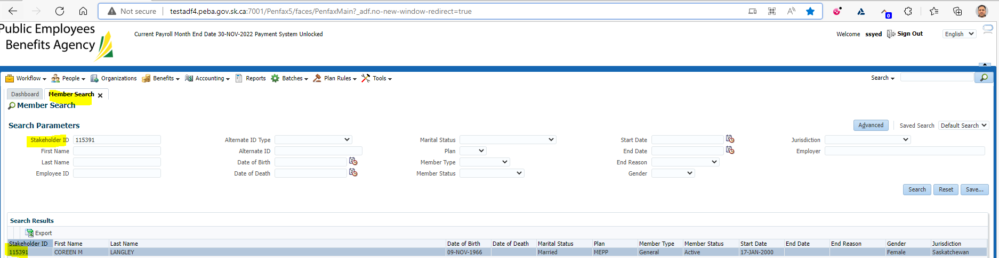 Not secure testadf4.peba.gov.sk.ca:7001/Penfax5/faces/PenfaxMain?_adf.no-new-window-redirect=true
0
Public Employees
Benefits Agency
Current Payroll Month End Date 30-NOV-2022 Payment System Unlocked
Welcome ssyed Sign Out English
Workflow People Organizations Benefits Accounting Reports Batches Plan Rules Tools Search
Dashboard Member Search
Member Search
Search Parameters
Advanced Saved Search Default Search
Stakeholder ID 115391 Alternate ID Type Marital Status Start Date Jurisdiction
First Name Alternate ID Plan End Date Employer
Last Name Date of Birth Member Type End Reason
Employee ID Date of Death Member Status Gender
Search Reset Save...
Search Results
Export
Stakeholder ID First Name Last Name Date of Birth Date of Death Marital Status Plan Member Type Member Status Start Date End Date End Reason Gender Jurisdiction
115391 COREEN M LANGLEY 09-NOV-1966 Married MEPP General Active 17-JAN-2000 Female Saskatchewan